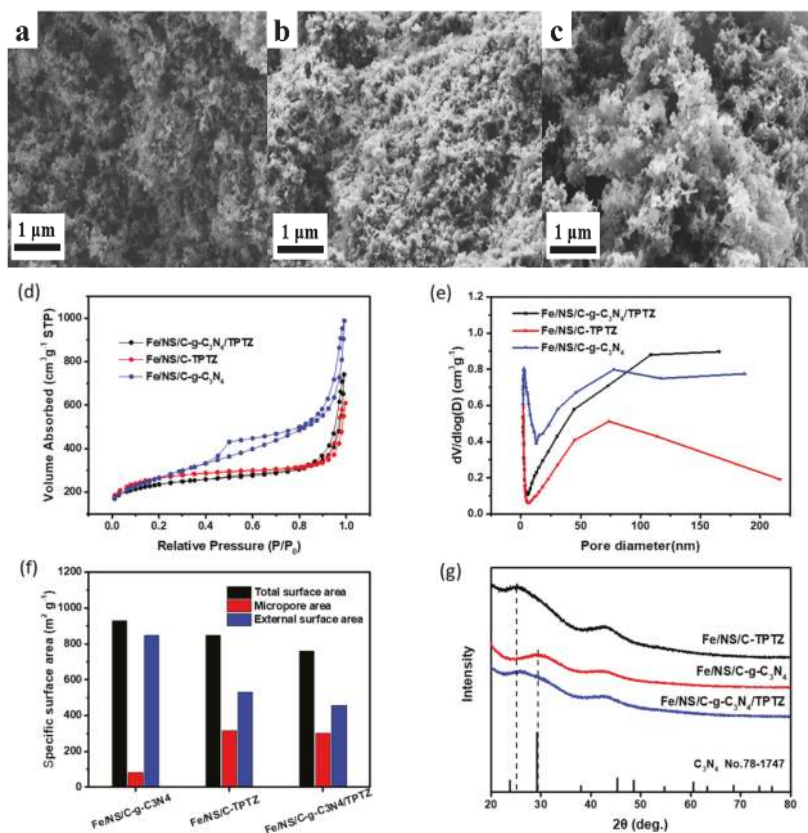 a
b
c
1 μm
1 μm
1 μm
(d)
Fe/NS/C-g-C₃N₄/TPTZ
Fe/NS/C-TPTZ
Fe/NS/C-g-C₃N₄
Volume Absorbed (cm³g⁻¹ STP)
1000
800
600
400
200
0.0 0.2 0.4 0.6 0.8 1.0
Relative Pressure (P/P₀)
(e)
Fe/NS/C-g-C₃N₄/TPTZ
Fe/NS/C-TPTZ
Fe/NS/C-g-C₃N₄
dV/dlog(D) (cm³g⁻¹)
1.2
0.9
0.6
0.4
0.2
0.0
0 50 100 150 200
Pore diameter(nm)
(f)
Total surface area
Micropore area
External surface area
Specific surface area (m² g⁻¹)
1200
1000
800
600
400
200
0
Fe/NS/C-g-C3N4 Fe/NS/C-TPTZ Fe/NS/C-g-C3N4/TPTZ
(g)
Fe/NS/C-TPTZ
Fe/NS/C-g-C₃N₄
Fe/NS/C-g-C₃N₄/TPTZ
C₃N₄ No.78-1747
Intensity
20 30 40 50 60 70 80
2θ (deg.)